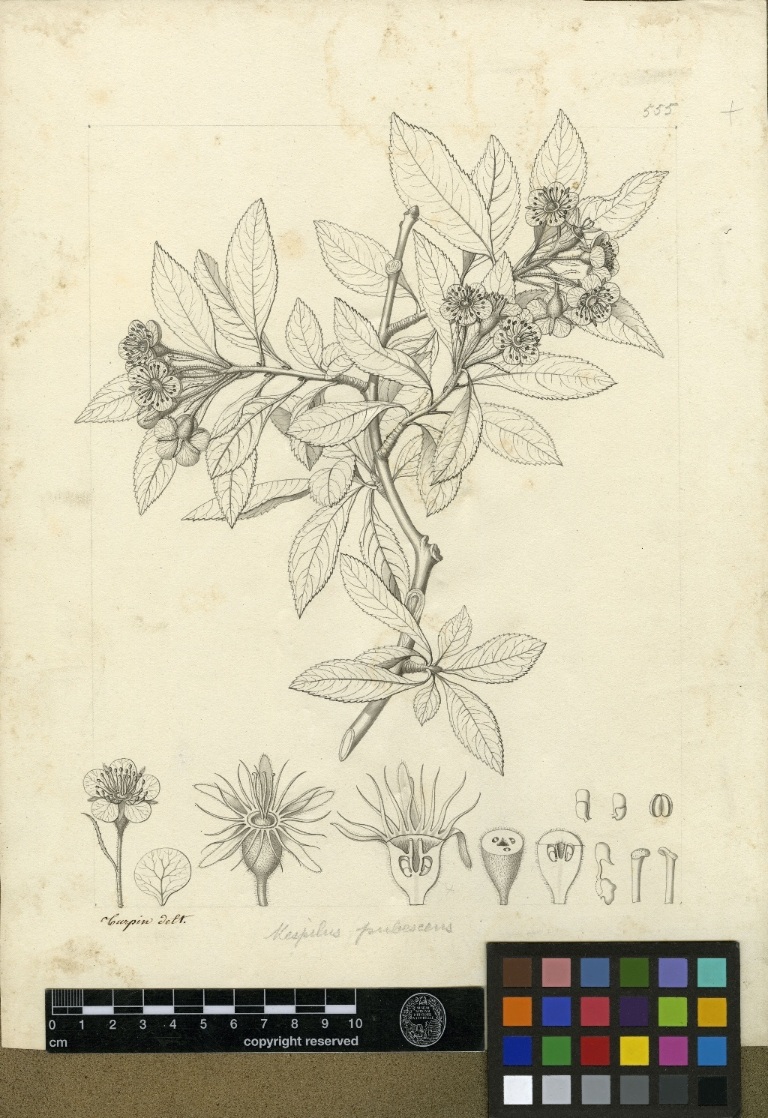 555 +
Turpin delt.
Mespilus pubescens
0 1 2 3 4 5 6 7 8 9 10
cm copyright reserved